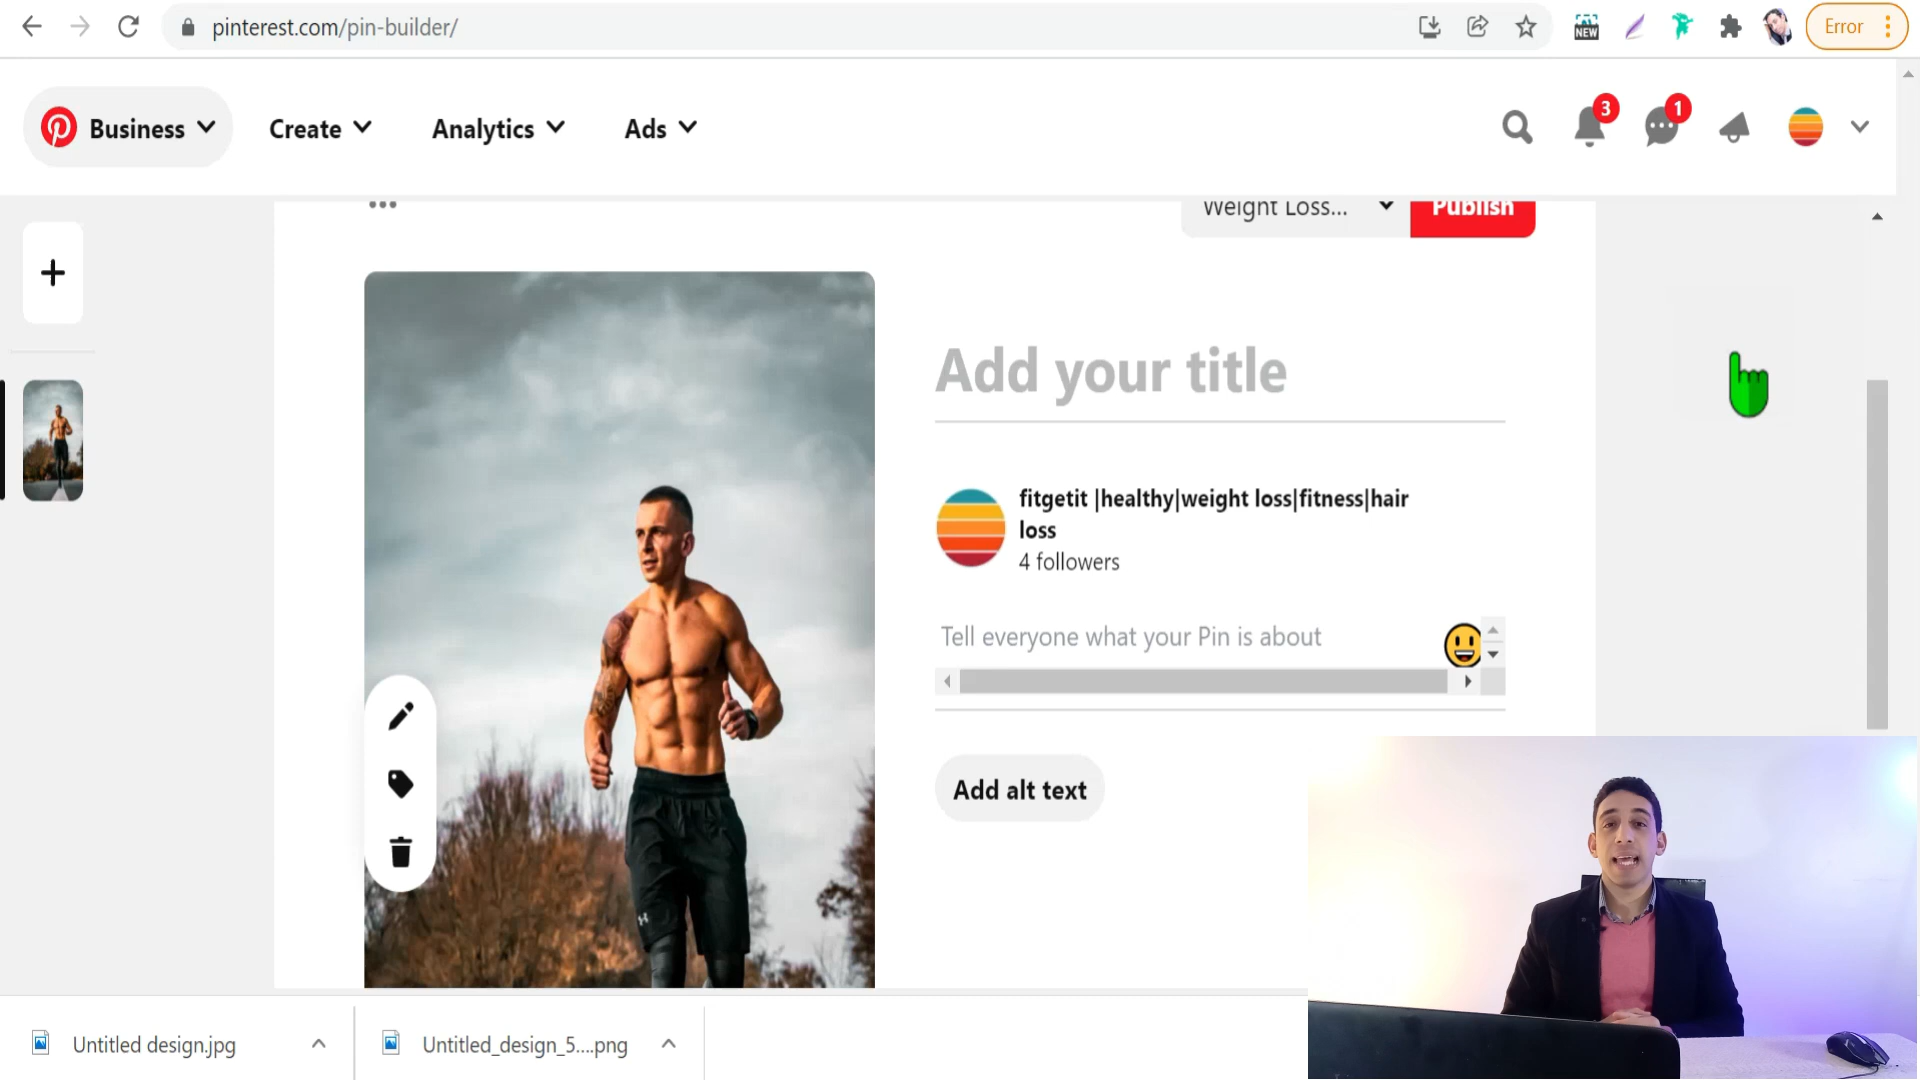 pinterest.com/pin-builder/
NEW
Error
Business
Create
Analytics
Ads
3
1
Weight Loss...
Publish
Add your title
fitgetit |healthy|weight loss|fitness|hair
loss
4 followers
Tell everyone what your Pin is about
Add alt text
Untitled design.jpg
Untitled_design_5....png